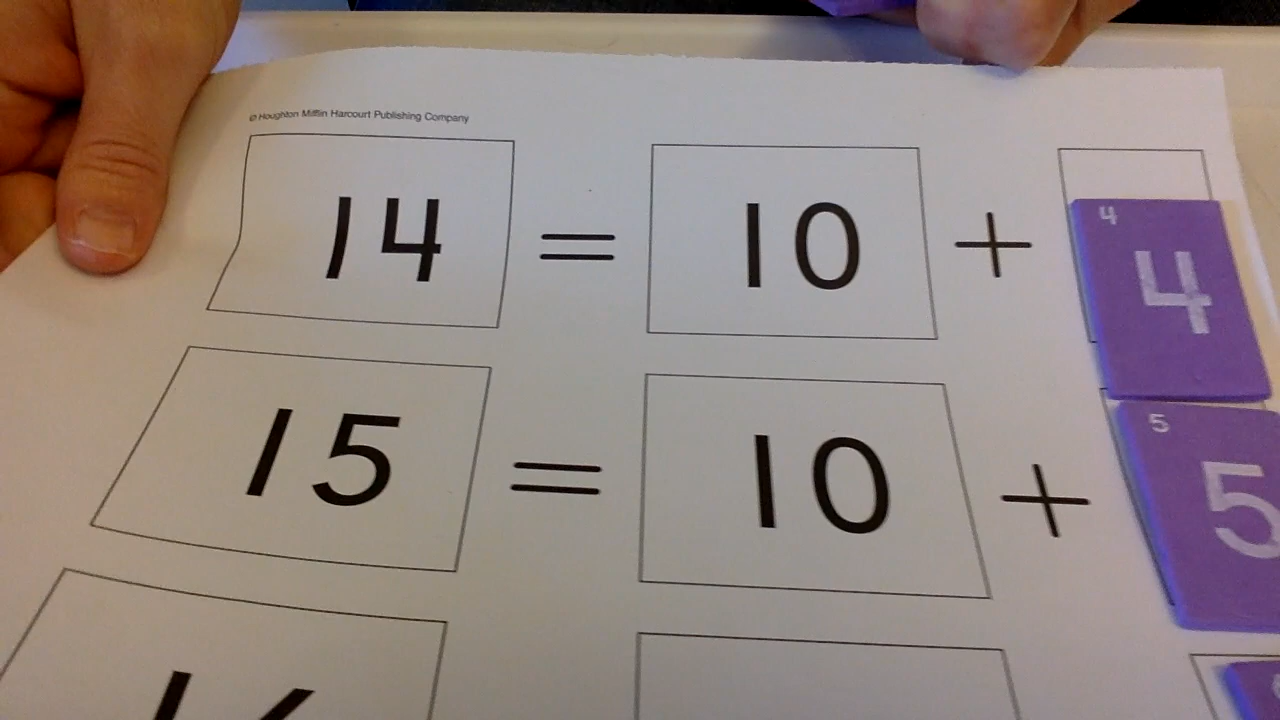 © Houghton Mifflin Harcourt Publishing Company
14 = 10 + 4 4
15 = 10 + 5 5